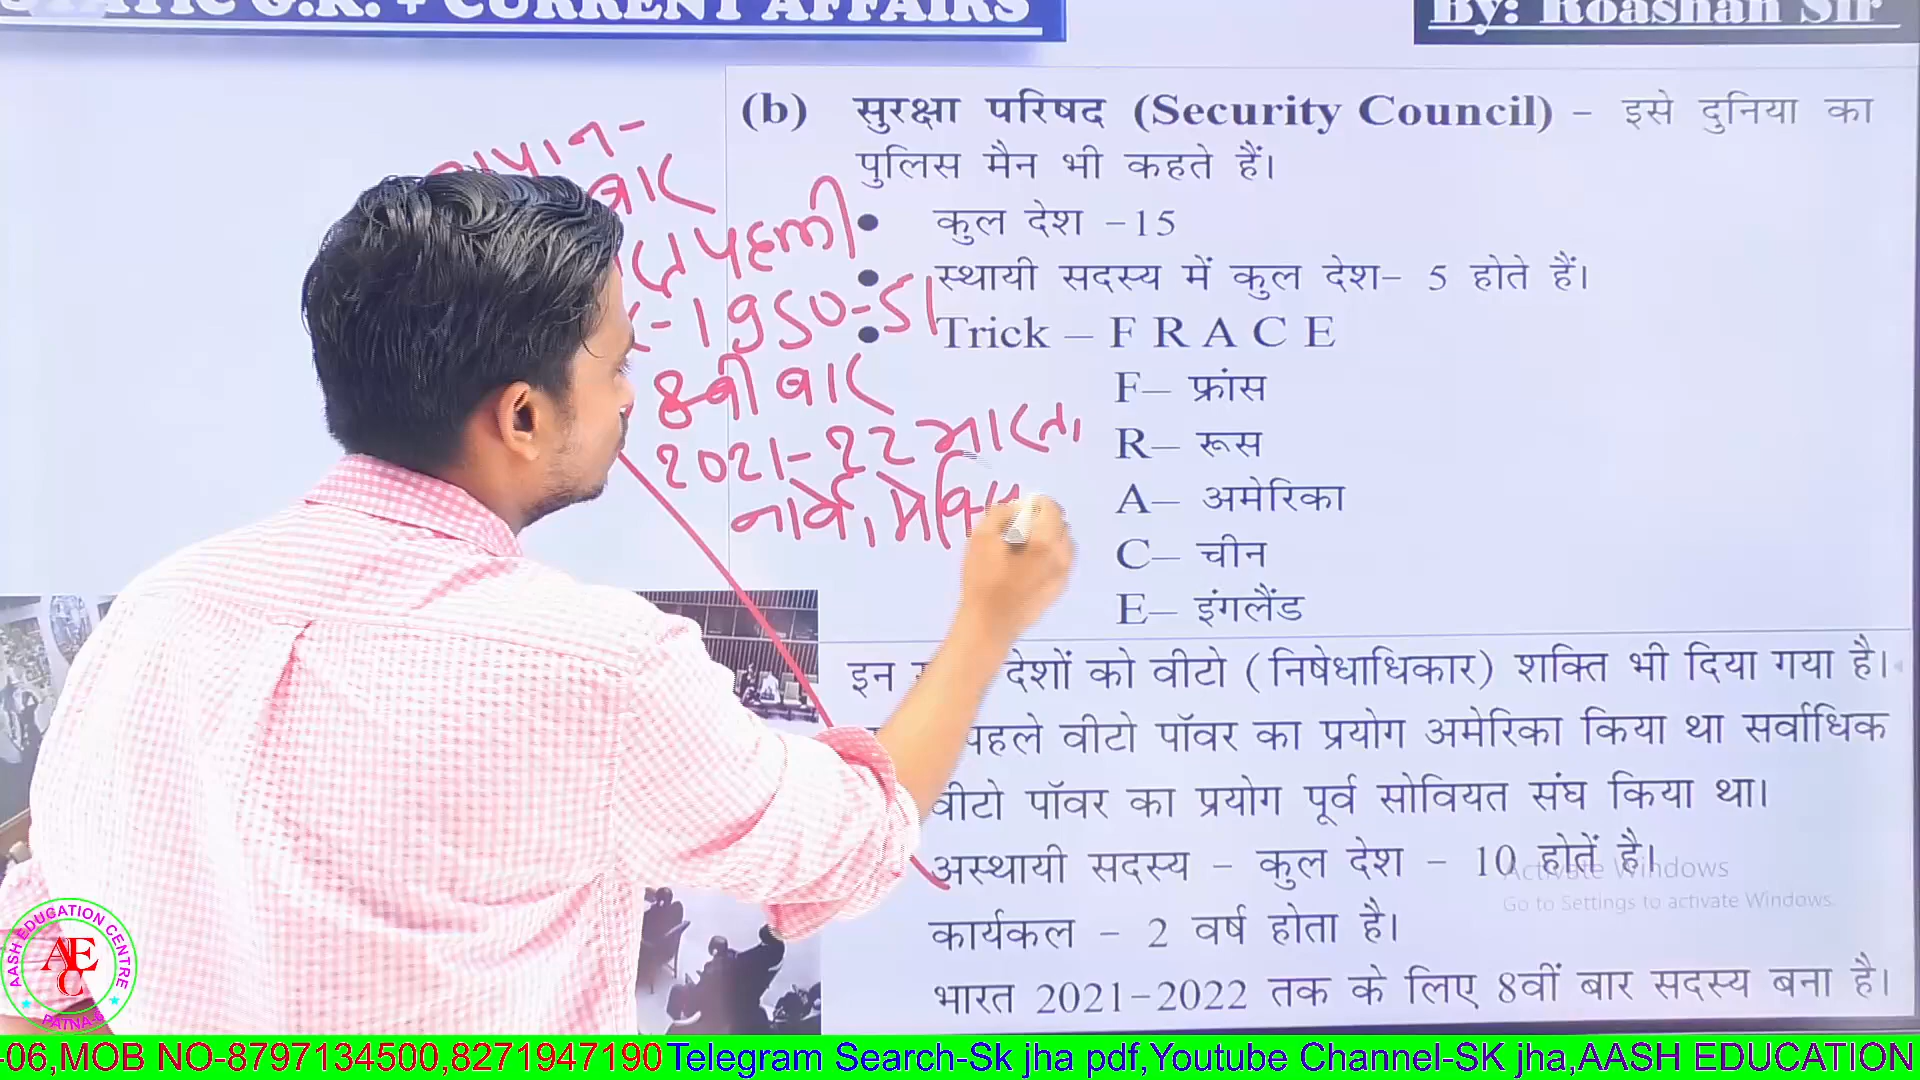 STATIC G.K. + CURRENT AFFAIRS
By: Roashan Sir
(b) सुरक्षा परिषद (Security Council) – इसे दुनिया का
पुलिस मैन भी कहते हैं।
• कुल देश –15
• स्थायी सदस्य में कुल देश– 5 होते हैं।
• Trick – F R A C E
F– फ्रांस
R– रूस
A– अमेरिका
C– चीन
E– इंगलैंड
इन देशों को वीटो (निषेधाधिकार) शक्ति भी दिया गया है।
पहले वीटो पॉवर का प्रयोग अमेरिका किया था सर्वाधिक
वीटो पॉवर का प्रयोग पूर्व सोवियत संघ किया था।
अस्थायी सदस्य – कुल देश – 10 होतें है।
कार्यकल – 2 वर्ष होता है।
भारत 2021–2022 तक के लिए 8वीं बार सदस्य बना है।
बार
पहली
-1950-51
8वी बार
2021-22 भारत,
नार्वे, मेक्सि
Activate Windows
Go to Settings to activate Windows.
AASH EDUCATION CENTRE
AEC
PATNA-6
-06,MOB NO-8797134500,8271947190 Telegram Search-Sk jha pdf,Youtube Channel-SK jha,AASH EDUCATION